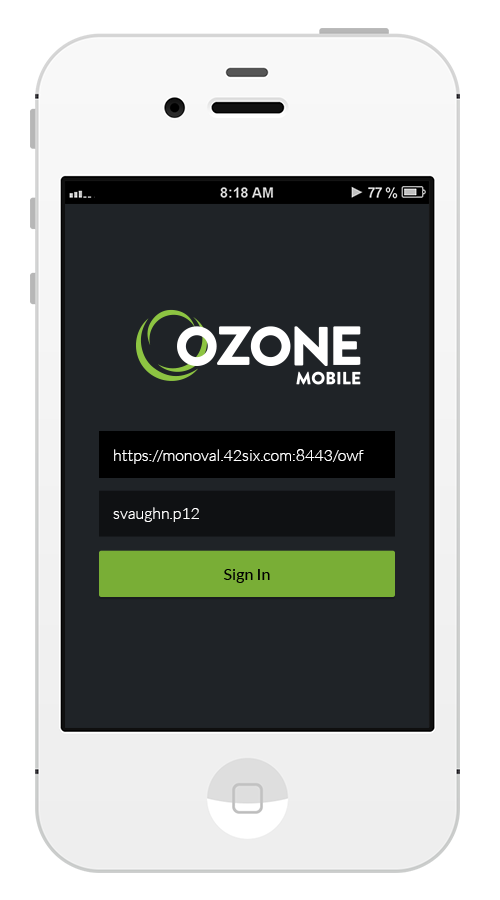 8:18 AM
77 %
OZONE
MOBILE
https://monoval.42six.com:8443/owf
svaughn.p12
Sign In